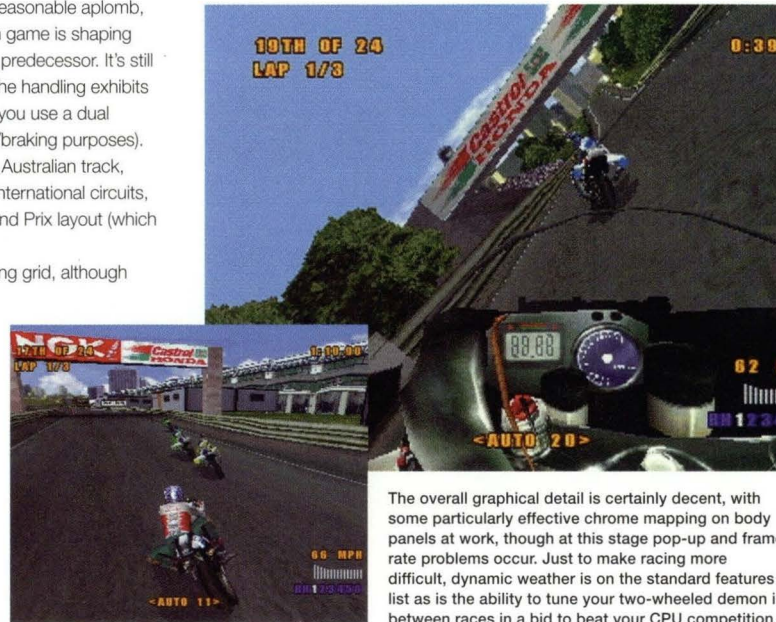 easonable aplomb,
game is shaping
predecessor. It's still
he handling exhibits
you use a dual
braking purposes).
Australian track,
nternational circuits,
nd Prix layout (which
ng grid, although
19TH OF 24
LAP 1/3
0:39
Castrol
HONDA
88.88
62
<AUTO 20>
17TH OF 24
LAP 1/3
Castrol
HONDA
66 MPH
<AUTO 11>
The overall graphical detail is certainly decent, with
some particularly effective chrome mapping on body
panels at work, though at this stage pop-up and fram
rate problems occur. Just to make racing more
difficult, dynamic weather is on the standard features
list as is the ability to tune your two-wheeled demon i
between races in a bid to beat your CPU competition